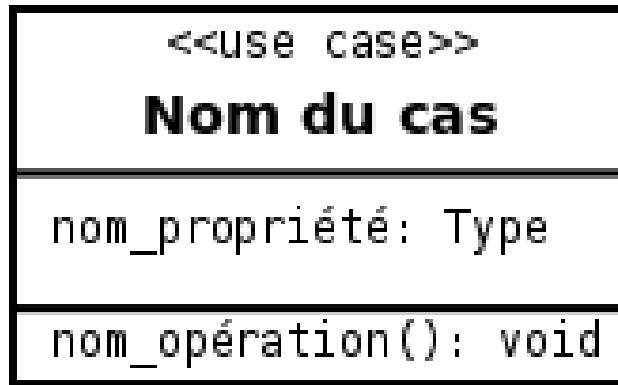 <<use case>>
Nom du cas
nom_propriété: Type
nom_opération(): void